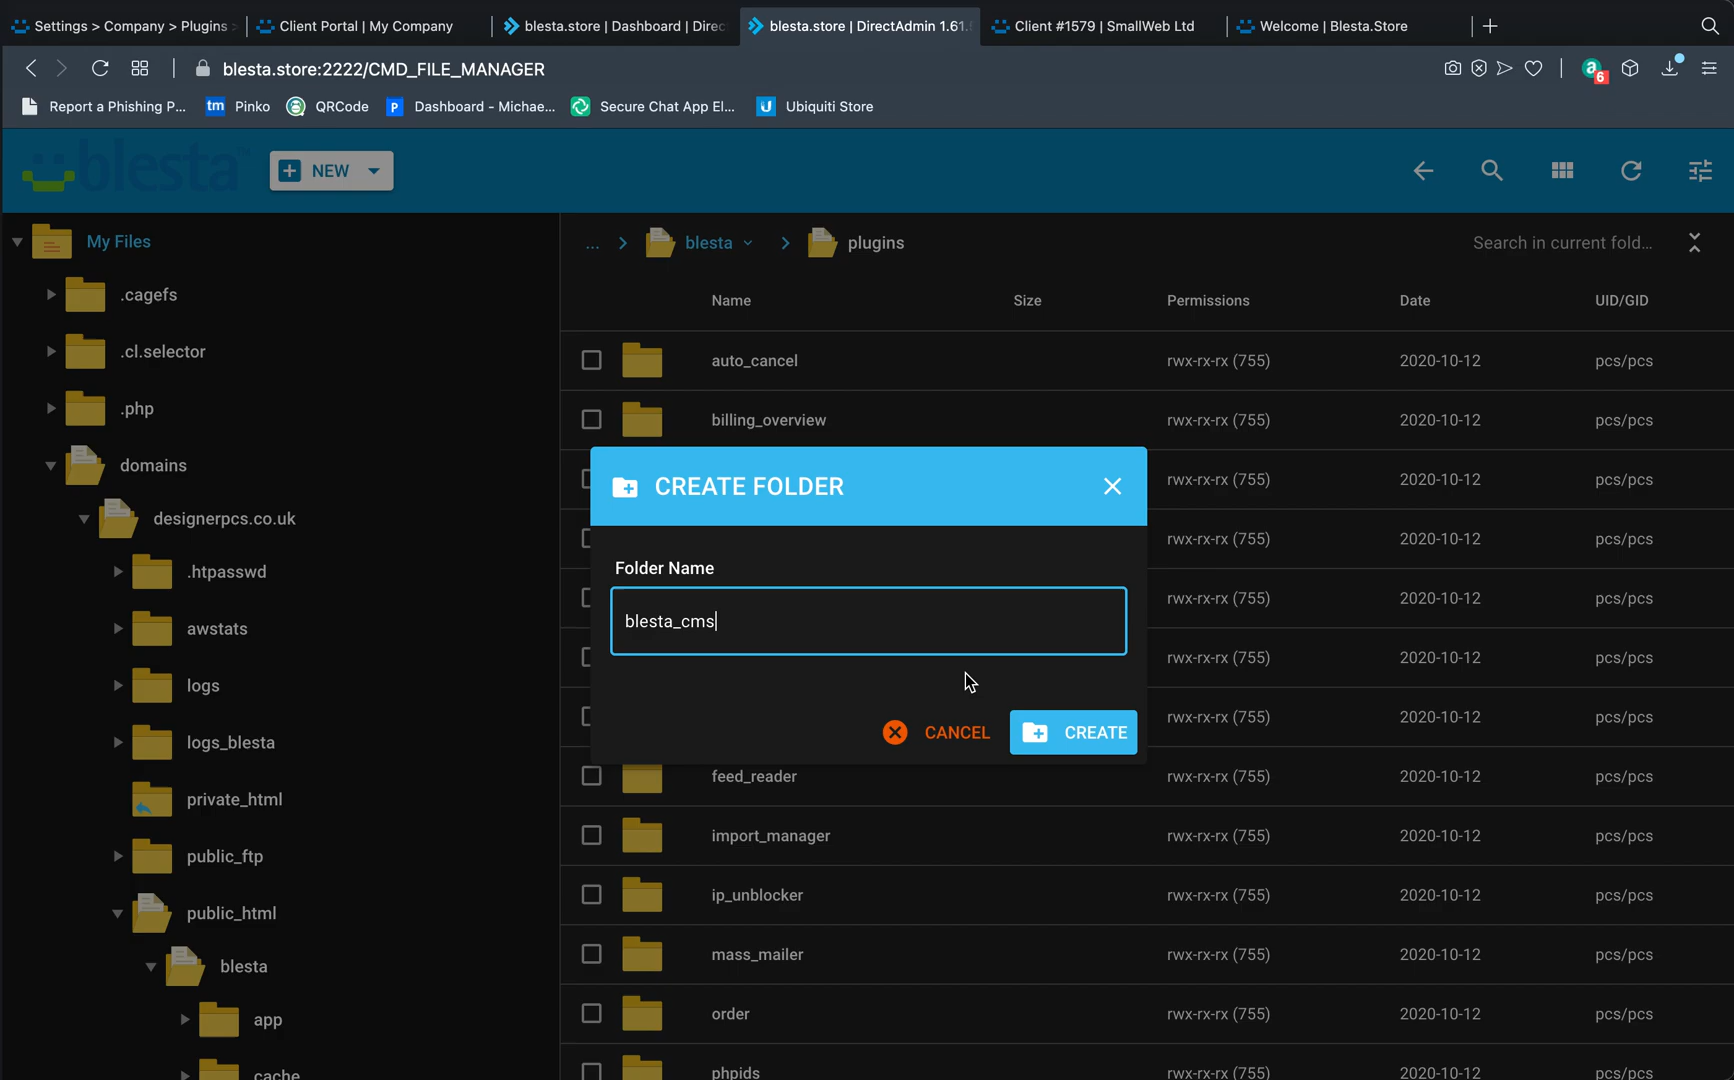 Settings > Company > Plugins >
Client Portal | My Company
blesta.store | Dashboard | Direc
blesta.store | DirectAdmin 1.61.5
Client #1579 | SmallWeb Ltd
Welcome | Blesta.Store
blesta.store:2222/CMD_FILE_MANAGER
a
6
Report a Phishing P...
tm
Pinko
QRCode
P
Dashboard - Michae...
Secure Chat App El...
U
Ubiquiti Store
blesta
NEW
My Files
.cagefs
.cl.selector
.php
domains
designerpcs.co.uk
.htpasswd
awstats
logs
logs_blesta
private_html
public_ftp
public_html
blesta
app
cache
...
blesta
plugins
Search in current fold...
Name Size Permissions Date UID/GID
auto_cancel rwx-rx-rx (755) 2020-10-12 pcs/pcs
billing_overview rwx-rx-rx (755) 2020-10-12 pcs/pcs
rwx-rx-rx (755) 2020-10-12 pcs/pcs
rwx-rx-rx (755) 2020-10-12 pcs/pcs
rwx-rx-rx (755) 2020-10-12 pcs/pcs
rwx-rx-rx (755) 2020-10-12 pcs/pcs
rwx-rx-rx (755) 2020-10-12 pcs/pcs
feed_reader rwx-rx-rx (755) 2020-10-12 pcs/pcs
import_manager rwx-rx-rx (755) 2020-10-12 pcs/pcs
ip_unblocker rwx-rx-rx (755) 2020-10-12 pcs/pcs
mass_mailer rwx-rx-rx (755) 2020-10-12 pcs/pcs
order rwx-rx-rx (755) 2020-10-12 pcs/pcs
phpids rwx-rx-rx (755) 2020-10-12 pcs/pcs
CREATE FOLDER
Folder Name
blesta_cms
CANCEL
CREATE